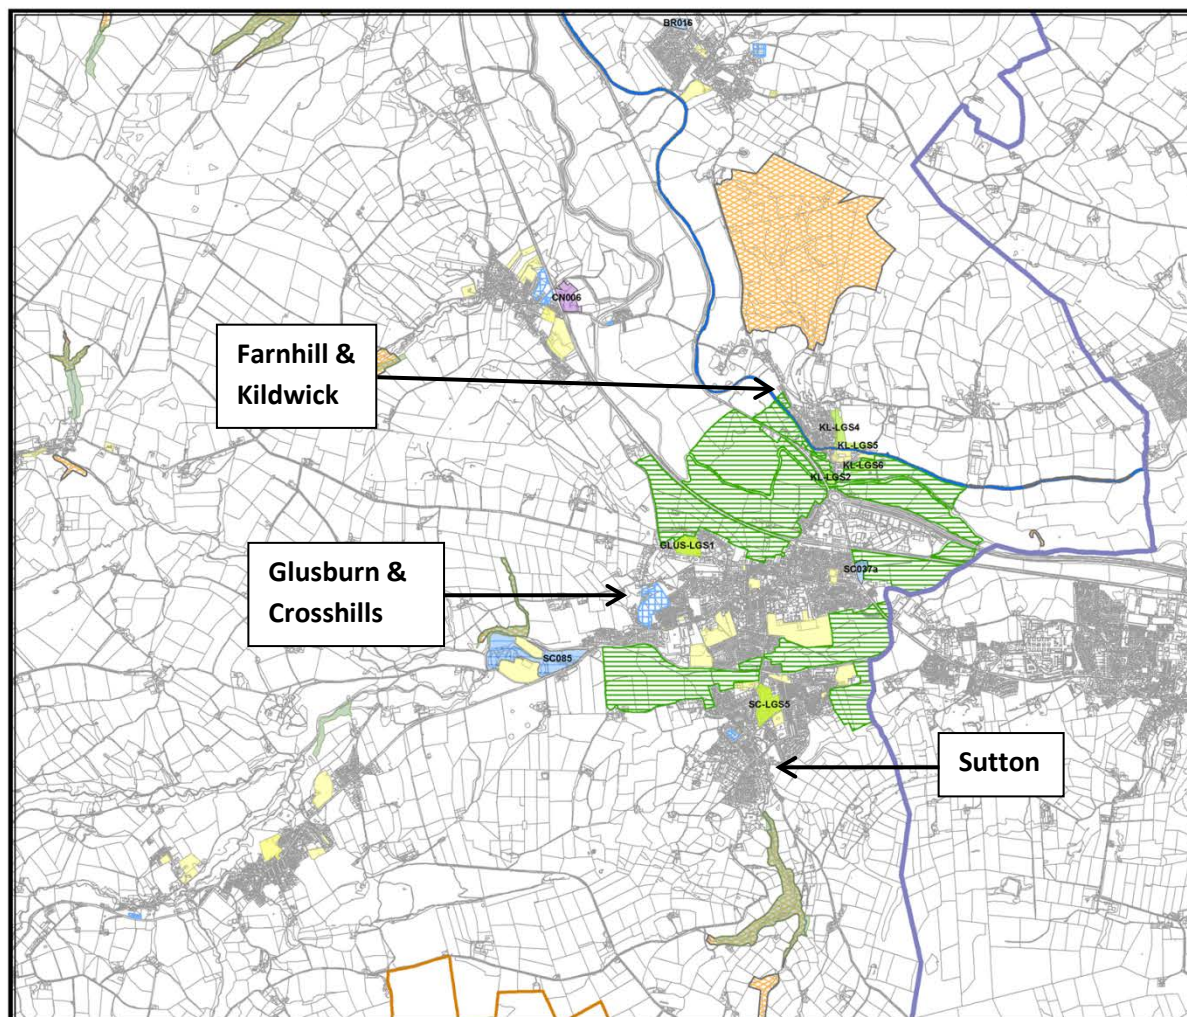 BR016
CN006
Farnhill &
Kildwick
KL-LGS4
KL-LGS5
KL-LGS6
KL-LGS2
GLUS-LGS1
SC037a
Glusburn &
Crosshills
SC085
SC-LGS5
Sutton